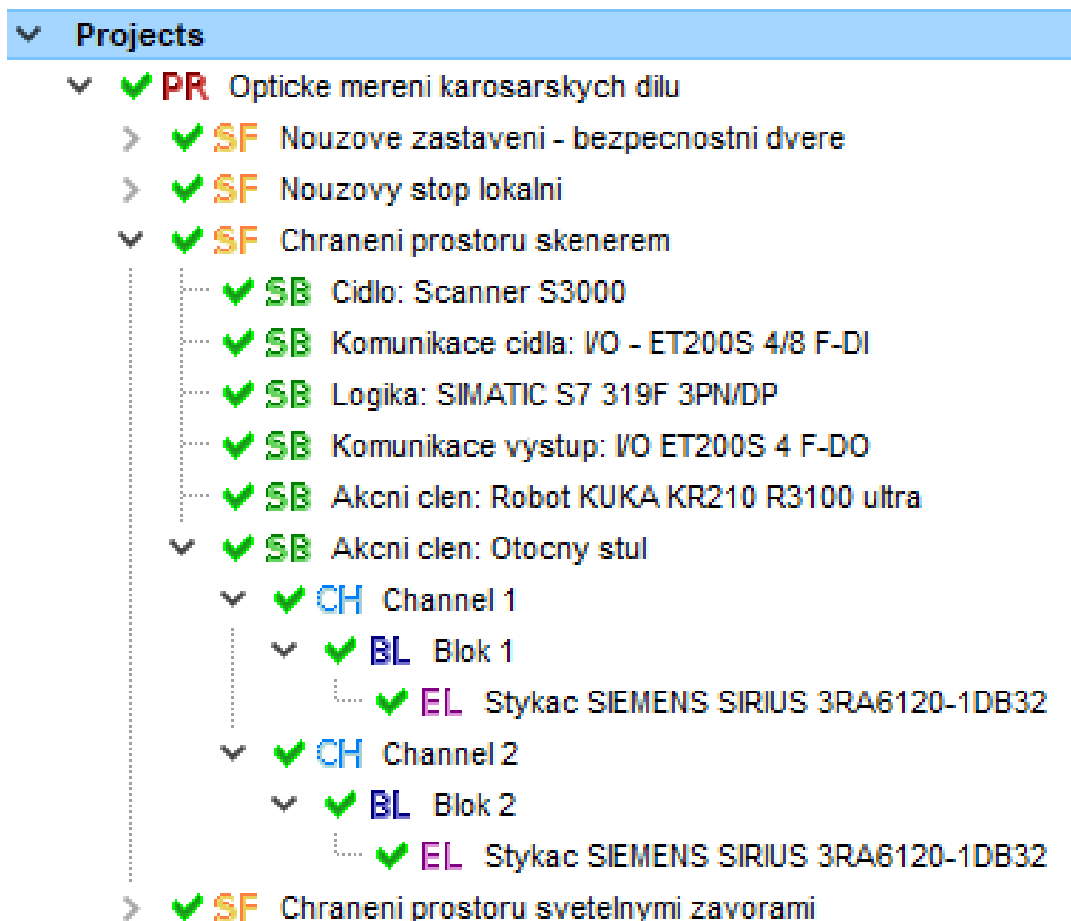 Projects
PR Opticke mereni karosarskych dilu
SF Nouzove zastaveni - bezpecnostni dvere
SF Nouzovy stop lokalni
SF Chraneni prostoru skenerem
SB Cidlo: Scanner S3000
SB Komunikace cidla: I/O - ET200S 4/8 F-DI
SB Logika: SIMATIC S7 319F 3PN/DP
SB Komunikace vystup: I/O ET200S 4 F-DO
SB Akcni clen: Robot KUKA KR210 R3100 ultra
SB Akcni clen: Otocny stul
CH Channel 1
BL Blok 1
EL Stykac SIEMENS SIRIUS 3RA6120-1DB32
CH Channel 2
BL Blok 2
EL Stykac SIEMENS SIRIUS 3RA6120-1DB32
SF Chraneni prostoru svetelnymi zavorami